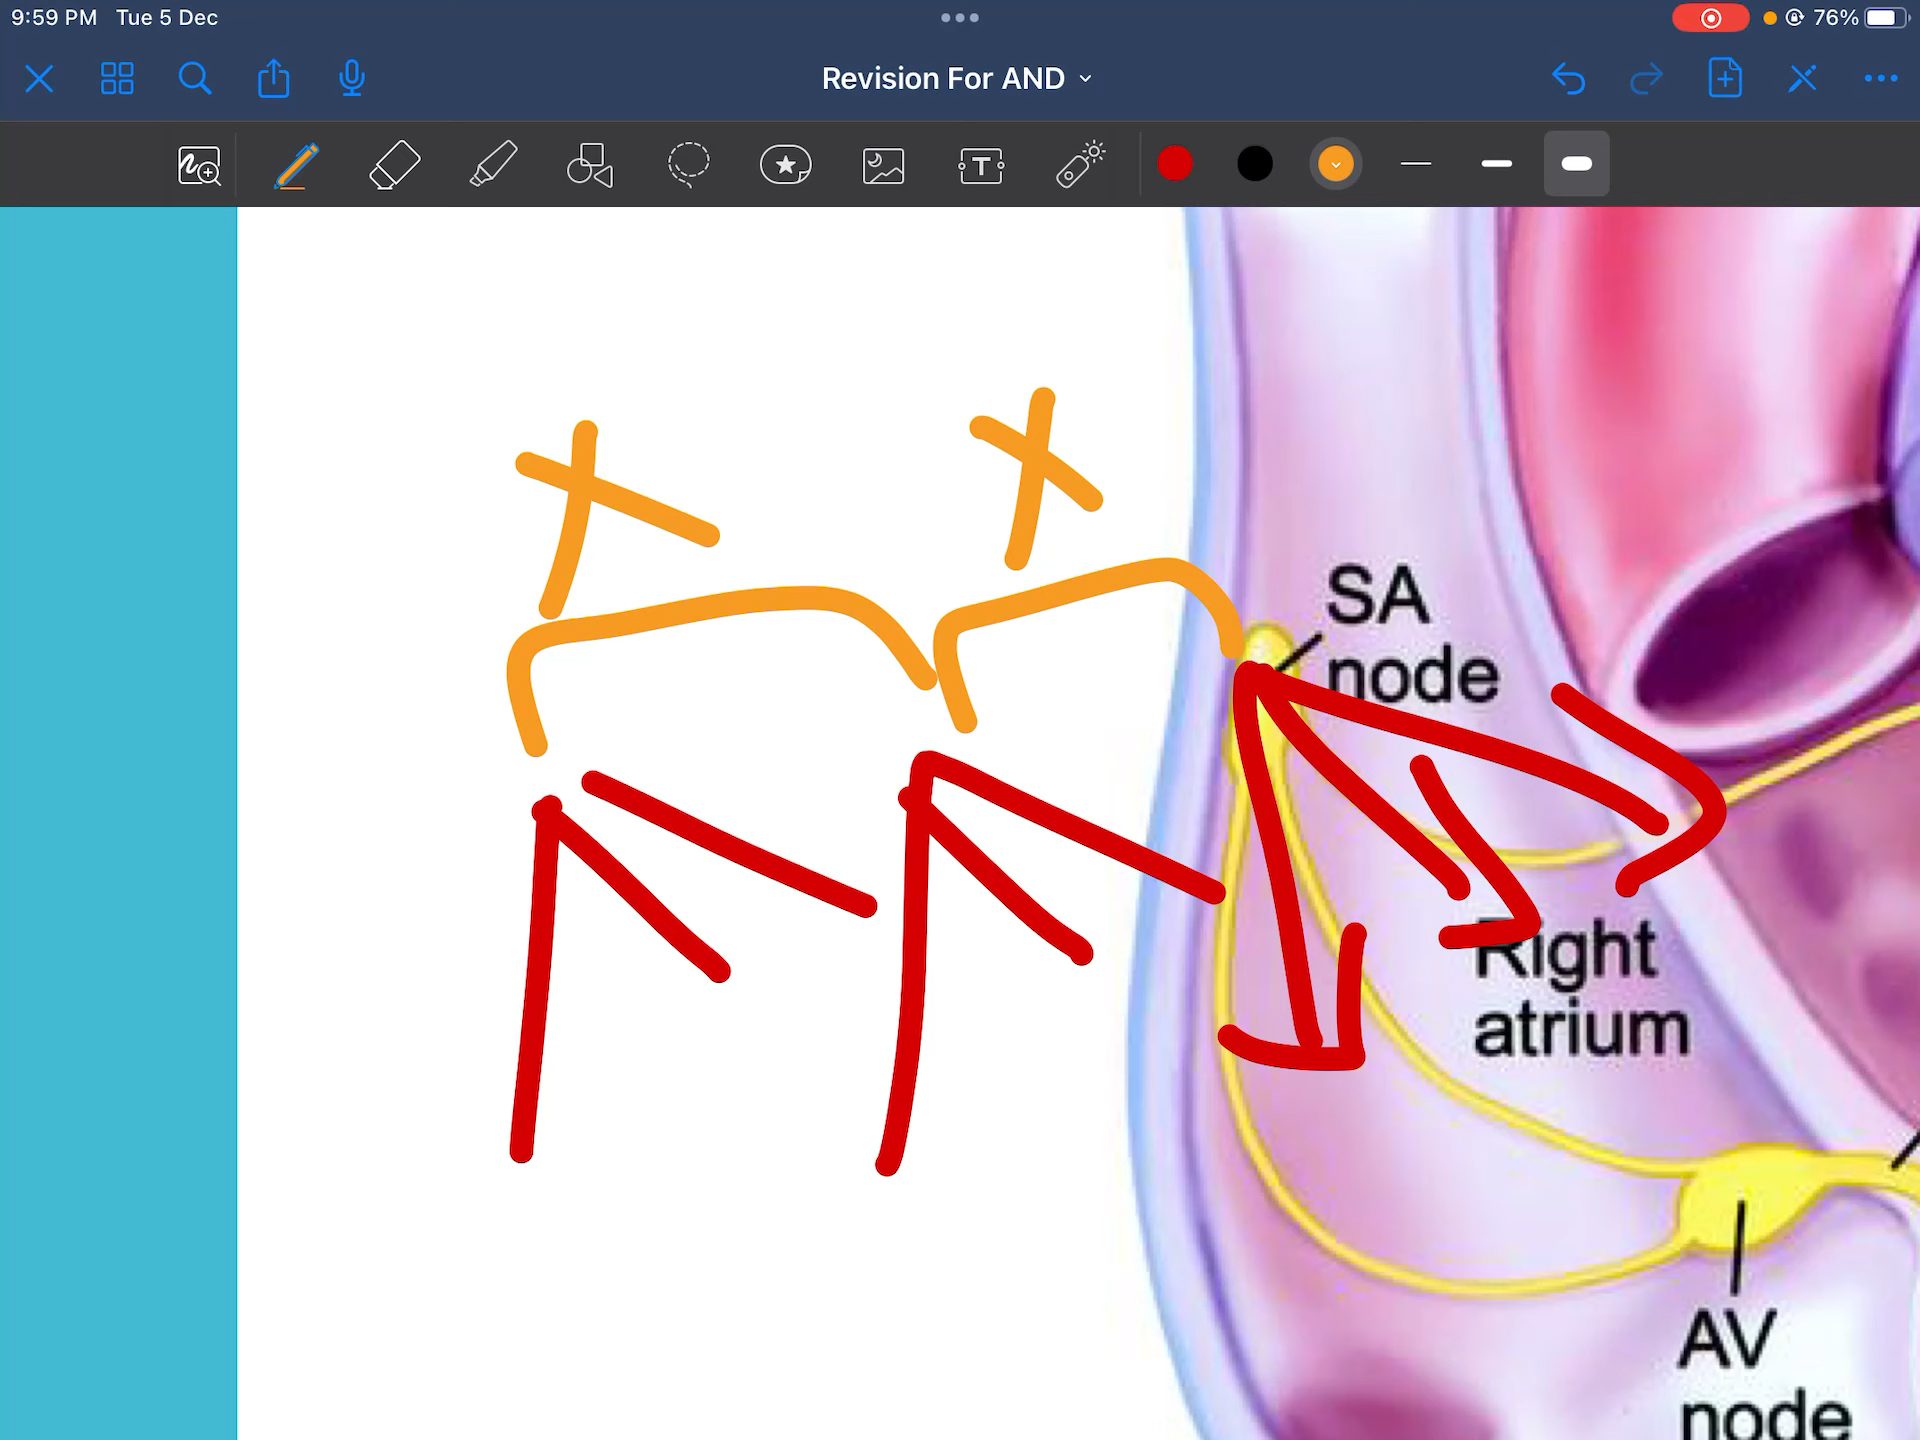 9:59 PM Tue 5 Dec
76%
Revision For AND
T
X
X
SA
node
Right
atrium
AV
node